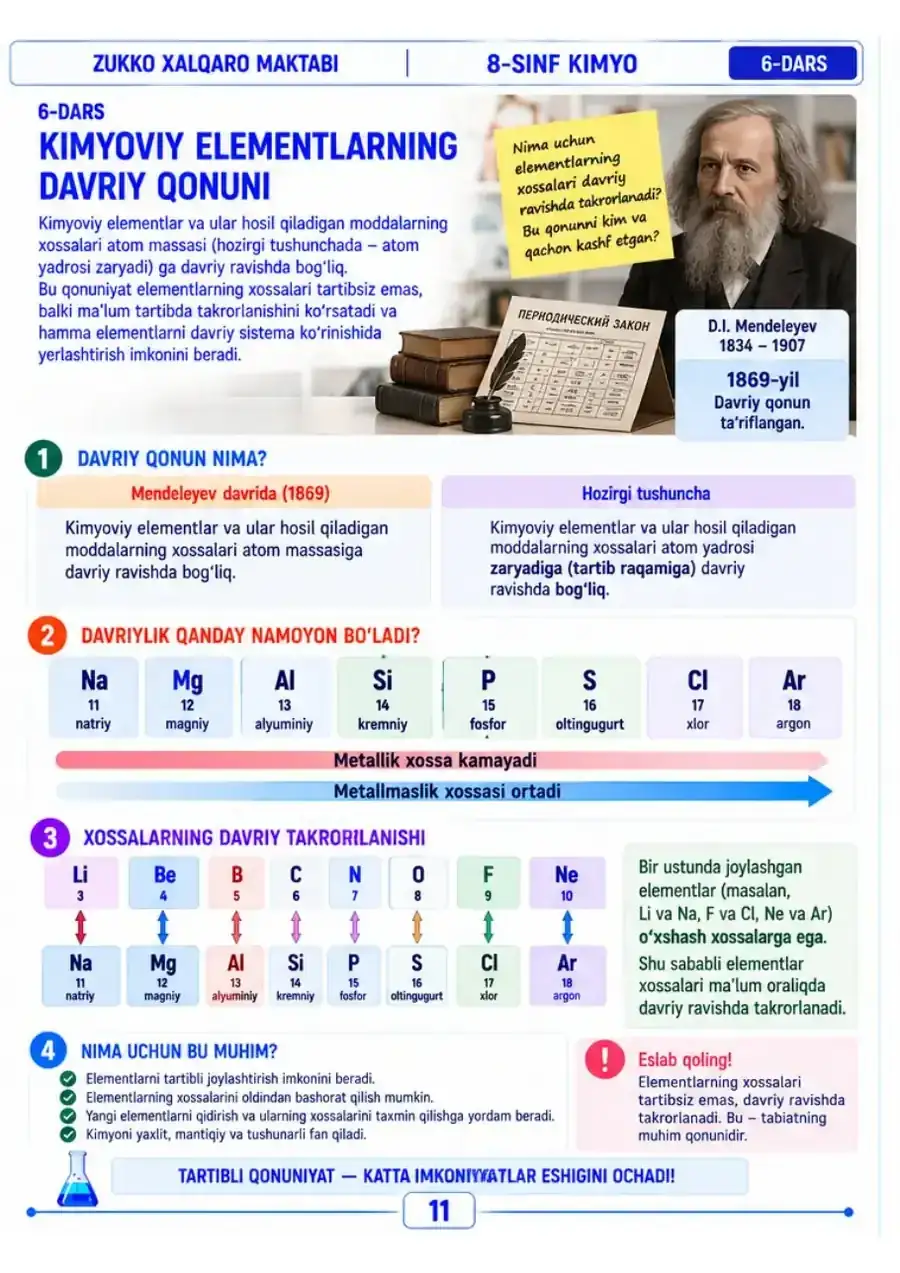 ZUKKO XALQARO MAKTABI
8-SINF KIMYO
6-DARS
6-DARS
KIMYOVIY ELEMENTLARNING
DAVRIY QONUNI
Kimyoviy elementlar va ular hosil qiladigan moddalarning
xossalari atom massasi (hozirgi tushunchada – atom
yadrosi zaryadi) ga davriy ravishda bog‘liq.
Bu qonuniyat elementlarning xossalari tartibsiz emas,
balki ma’lum tartibda takrorlanishini ko‘rsatadi va
hamma elementlarni davriy sistema ko‘rinishida
yerlashtirish imkonini beradi.
Nima uchun
elementlarning
xossalari davriy
ravishda takrorlanadi?
Bu qonunni kim va
qachon kashf etgan?
ПЕРИОДИЧЕСКИЙ ЗАКОН
D.I. Mendeleyev
1834 – 1907
1869-yil
Davriy qonun
ta‘riflangan.
1 DAVRIY QONUN NIMA?
Mendeleyev davrida (1869)
Kimyoviy elementlar va ular hosil qiladigan
moddalarning xossalari atom massasiga
davriy ravishda bog‘liq.
Hozirgi tushuncha
Kimyoviy elementlar va ular hosil qiladigan
moddalarning xossalari atom yadrosi
zaryadiga (tartib raqamiga) davriy
ravishda bog‘liq.
2 DAVRIYLIK QANDAY NAMOYON BO‘LADI?
Na Mg Al Si P S Cl Ar
11 12 13 14 15 16 17 18
natriy magniy alyuminiy kremniy fosfor oltingugurt xlor argon
Metallik xossa kamayadi
Metallmaslik xossasi ortadi
3 XOSSALARNING DAVRIY TAKRORILANISHI
Li Be B C N O F Ne
3 4 5 6 7 8 9 10
Na Mg Al Si P S Cl Ar
11 12 13 14 15 16 17 18
natriy magniy alyuminiy kremniy fosfor oltingugurt xlor argon
Bir ustunda joylashgan
elementlar (masalan,
Li va Na, F va Cl, Ne va Ar)
o‘xshash xossalarga ega.
Shu sababli elementlar
xossalari ma’lum oraliqda
davriy ravishda takrorlanadi.
4 NIMA UCHUN BU MUHIM?
Elementlarni tartibli joylashtirish imkonini beradi.
Elementlarning xossalarini oldindan bashorat qilish mumkin.
Yangi elementlarni qidirish va ularning xossalarini taxmin qilishga yordam beradi.
Kimyoni yaxlit, mantiqiy va tushunarli fan qiladi.
! Eslab qoling!
Elementlarning xossalari
tartibsiz emas, davriy ravishda
takrorlanadi. Bu – tabiatning
muhim qonunidir.
TARTIBLI QONUNIYAT — KATTA ESHIGINI OCHADI!
11